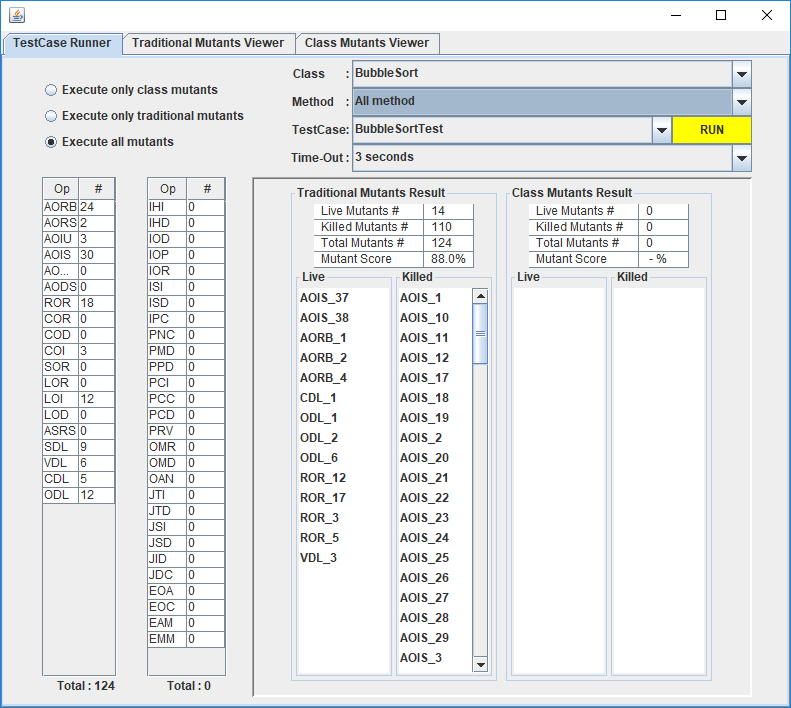 TestCase Runner Traditional Mutants Viewer Class Mutants Viewer
Execute only class mutants
Execute only traditional mutants
Execute all mutants
Class : BubbleSort
Method : All method
TestCase: BubbleSortTest RUN
Time-Out : 3 seconds
Op #
AORB 24
AORS 2
AOIU 3
AOIS 30
AO... 0
AODS 0
ROR 18
COR 0
COD 0
COI 3
SOR 0
LOR 0
LOI 12
LOD 0
ASRS 0
SDL 9
VDL 6
CDL 5
ODL 12
Total : 124
Op #
IHI 0
IHD 0
IOD 0
IOP 0
IOR 0
ISI 0
ISD 0
IPC 0
PNC 0
PMD 0
PPD 0
PCI 0
PCC 0
PCD 0
PRV 0
OMR 0
OMD 0
OAN 0
JTI 0
JTD 0
JSI 0
JSD 0
JID 0
JDC 0
EOA 0
EOC 0
EAM 0
EMM 0
Total : 0
Traditional Mutants Result
Live Mutants # 14
Killed Mutants # 110
Total Mutants # 124
Mutant Score 88.0%
Live
AOIS_37
AOIS_38
AORB_1
AORB_2
AORB_4
CDL_1
ODL_1
ODL_2
ODL_6
ROR_12
ROR_17
ROR_3
ROR_5
VDL_3
Killed
AOIS_1
AOIS_10
AOIS_11
AOIS_12
AOIS_17
AOIS_18
AOIS_19
AOIS_2
AOIS_20
AOIS_21
AOIS_22
AOIS_23
AOIS_24
AOIS_25
AOIS_26
AOIS_27
AOIS_28
AOIS_29
AOIS_3
Class Mutants Result
Live Mutants # 0
Killed Mutants # 0
Total Mutants # 0
Mutant Score - %
Live
Killed